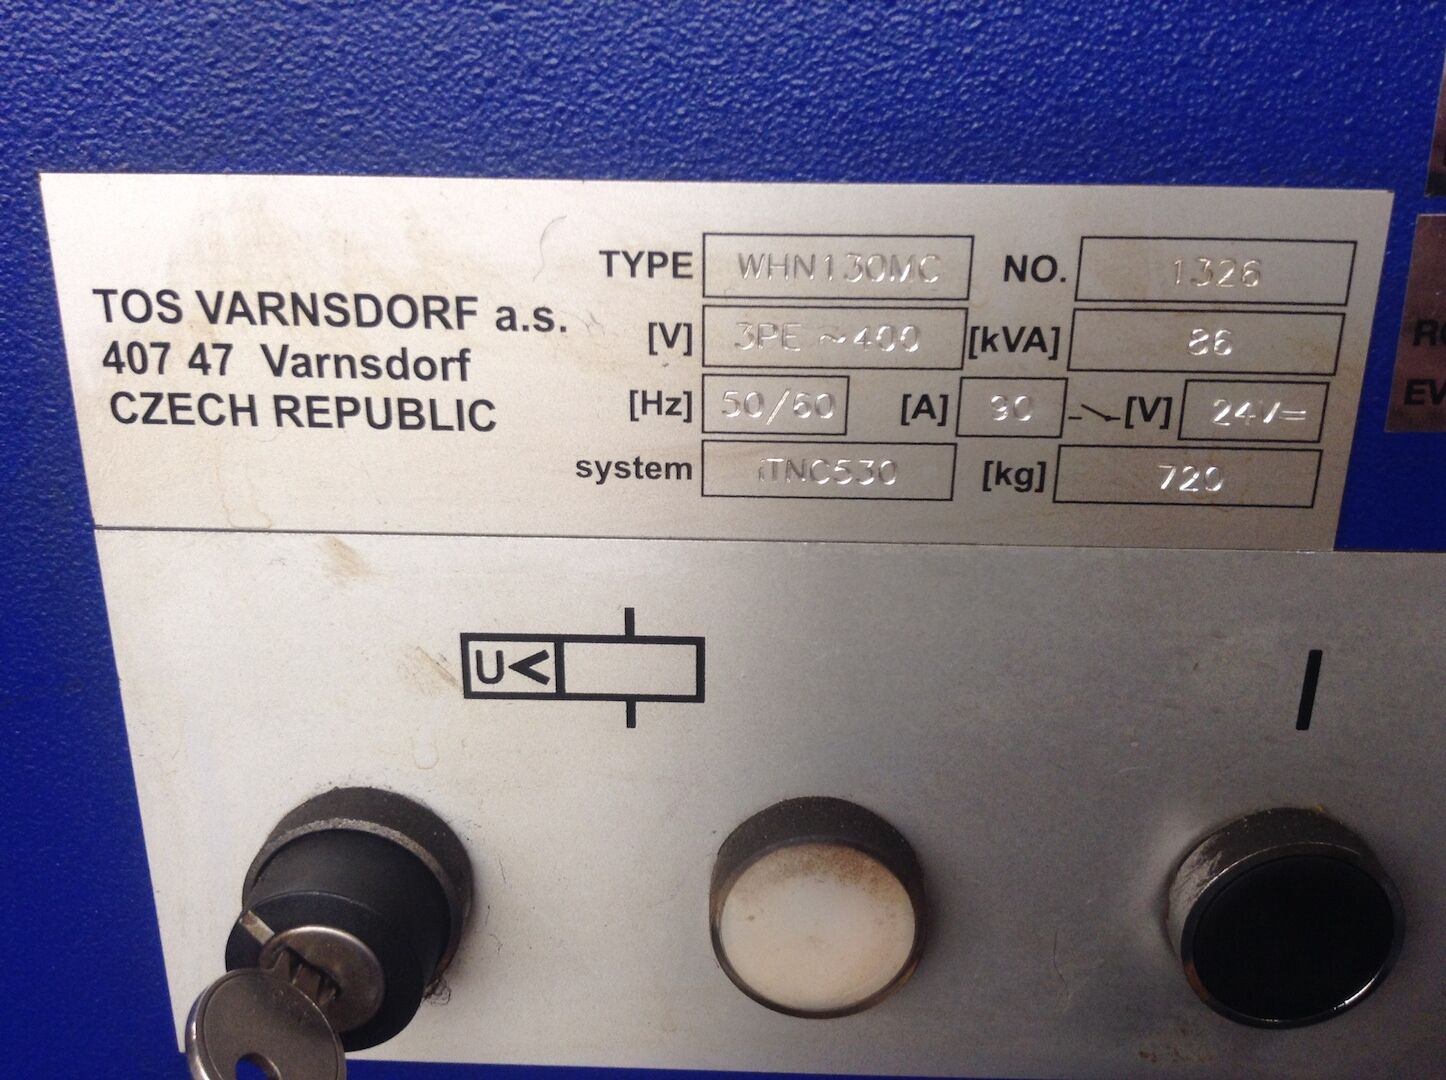 TOS VARNSDORF a.s.
407 47 Varnsdorf
CZECH REPUBLIC
TYPE WHN130MC NO. 1326
[V] 3PE ~400 [kVA] 86
[Hz] 50/60 [A] 90 [V] 24V=
system iTNC530 [kg] 720
U<
I